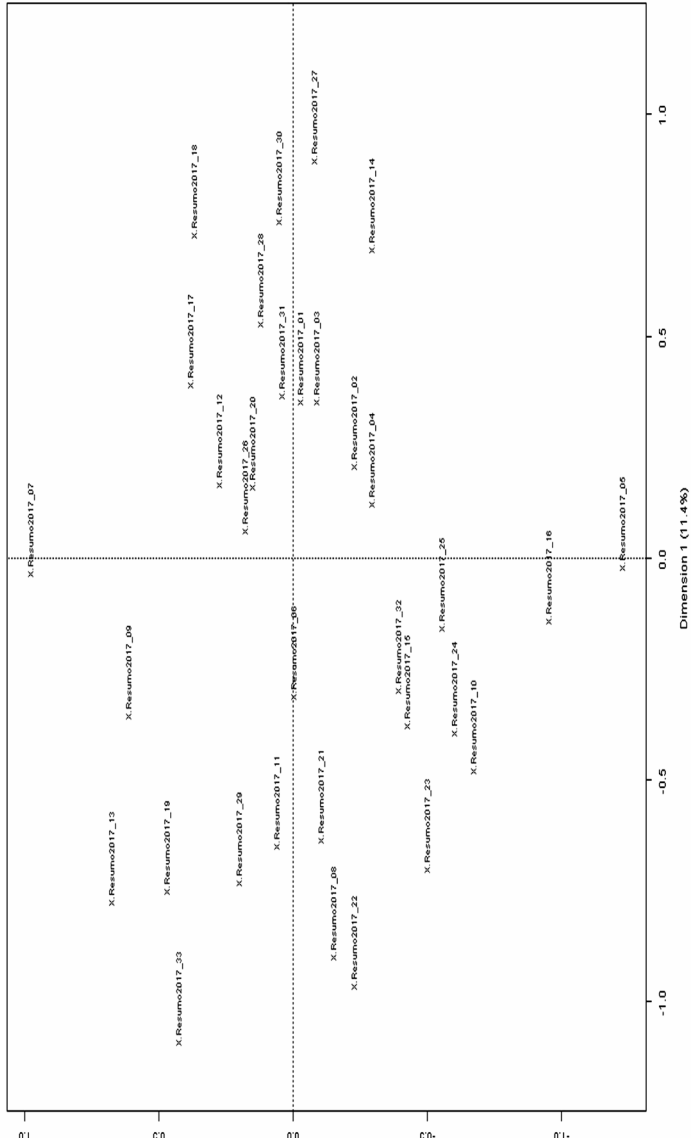 X.Resumo2017_07
X.Resumo2017_13
X.Resumo2017_09
X.Resumo2017_33
X.Resumo2017_19
X.Resumo2017_17
X.Resumo2017_18
X.Resumo2017_12
X.Resumo2017_29
X.Resumo2017_26
X.Resumo2017_20
X.Resumo2017_28
X.Resumo2017_11
X.Resumo2017_30
X.Resumo2017_31
X.Resumo2017_06
X.Resumo2017_01
X.Resumo2017_27
X.Resumo2017_03
X.Resumo2017_21
X.Resumo2017_08
X.Resumo2017_22
X.Resumo2017_02
X.Resumo2017_14
X.Resumo2017_04
X.Resumo2017_32
X.Resumo2017_15
X.Resumo2017_23
X.Resumo2017_25
X.Resumo2017_24
X.Resumo2017_10
X.Resumo2017_16
X.Resumo2017_05
-1.0 -0.5 0.0 0.5 1.0
Dimension 1 (11.4%)